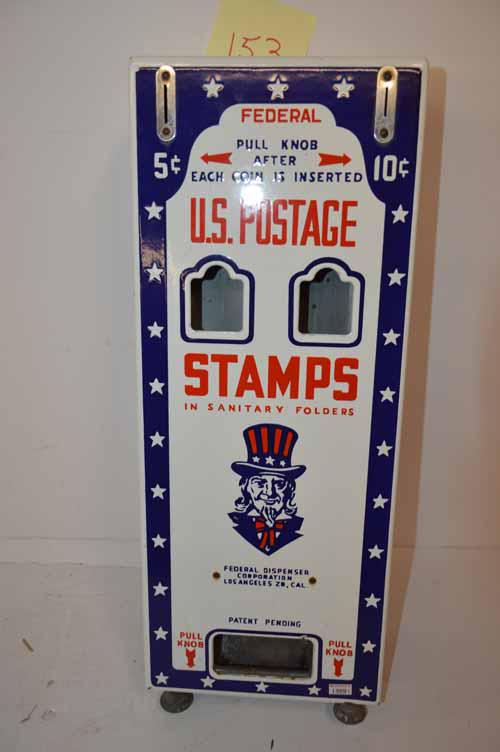 153
FEDERAL
PULL KNOB
5¢ AFTER 10¢
EACH COIN IS INSERTED
U.S. POSTAGE
STAMPS
IN SANITARY FOLDERS
FEDERAL DISPENSER
CORPORATION
LOS ANGELES 28, CAL.
PATENT PENDING
PULL
KNOB
PULL
KNOB